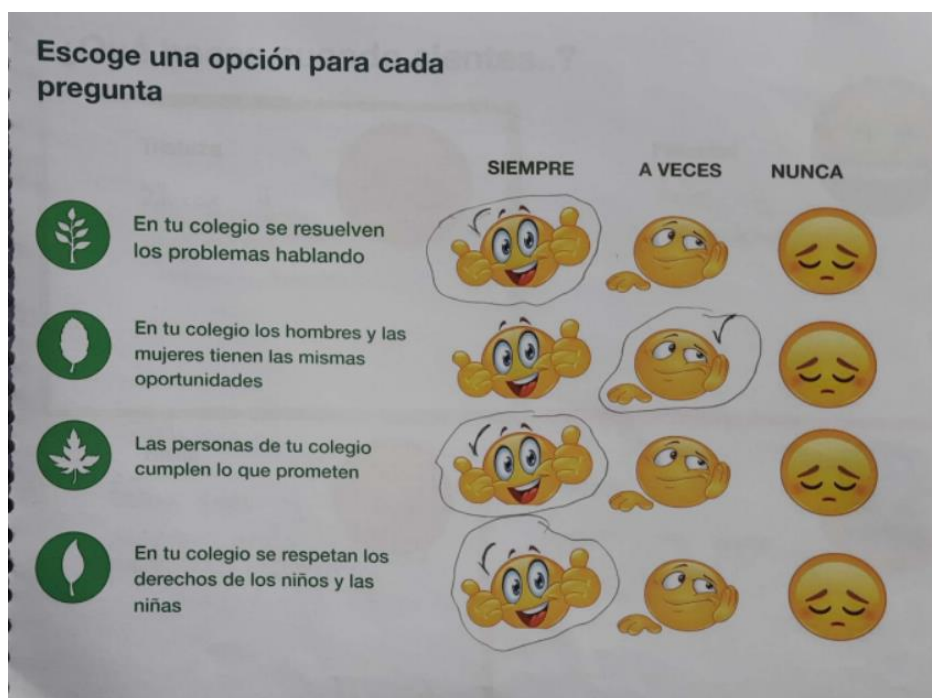 Escoge una opción para cada
pregunta
SIEMPRE A VECES NUNCA
En tu colegio se resuelven
los problemas hablando
En tu colegio los hombres y las
mujeres tienen las mismas
oportunidades
Las personas de tu colegio
cumplen lo que prometen
En tu colegio se respetan los
derechos de los niños y las
niñas